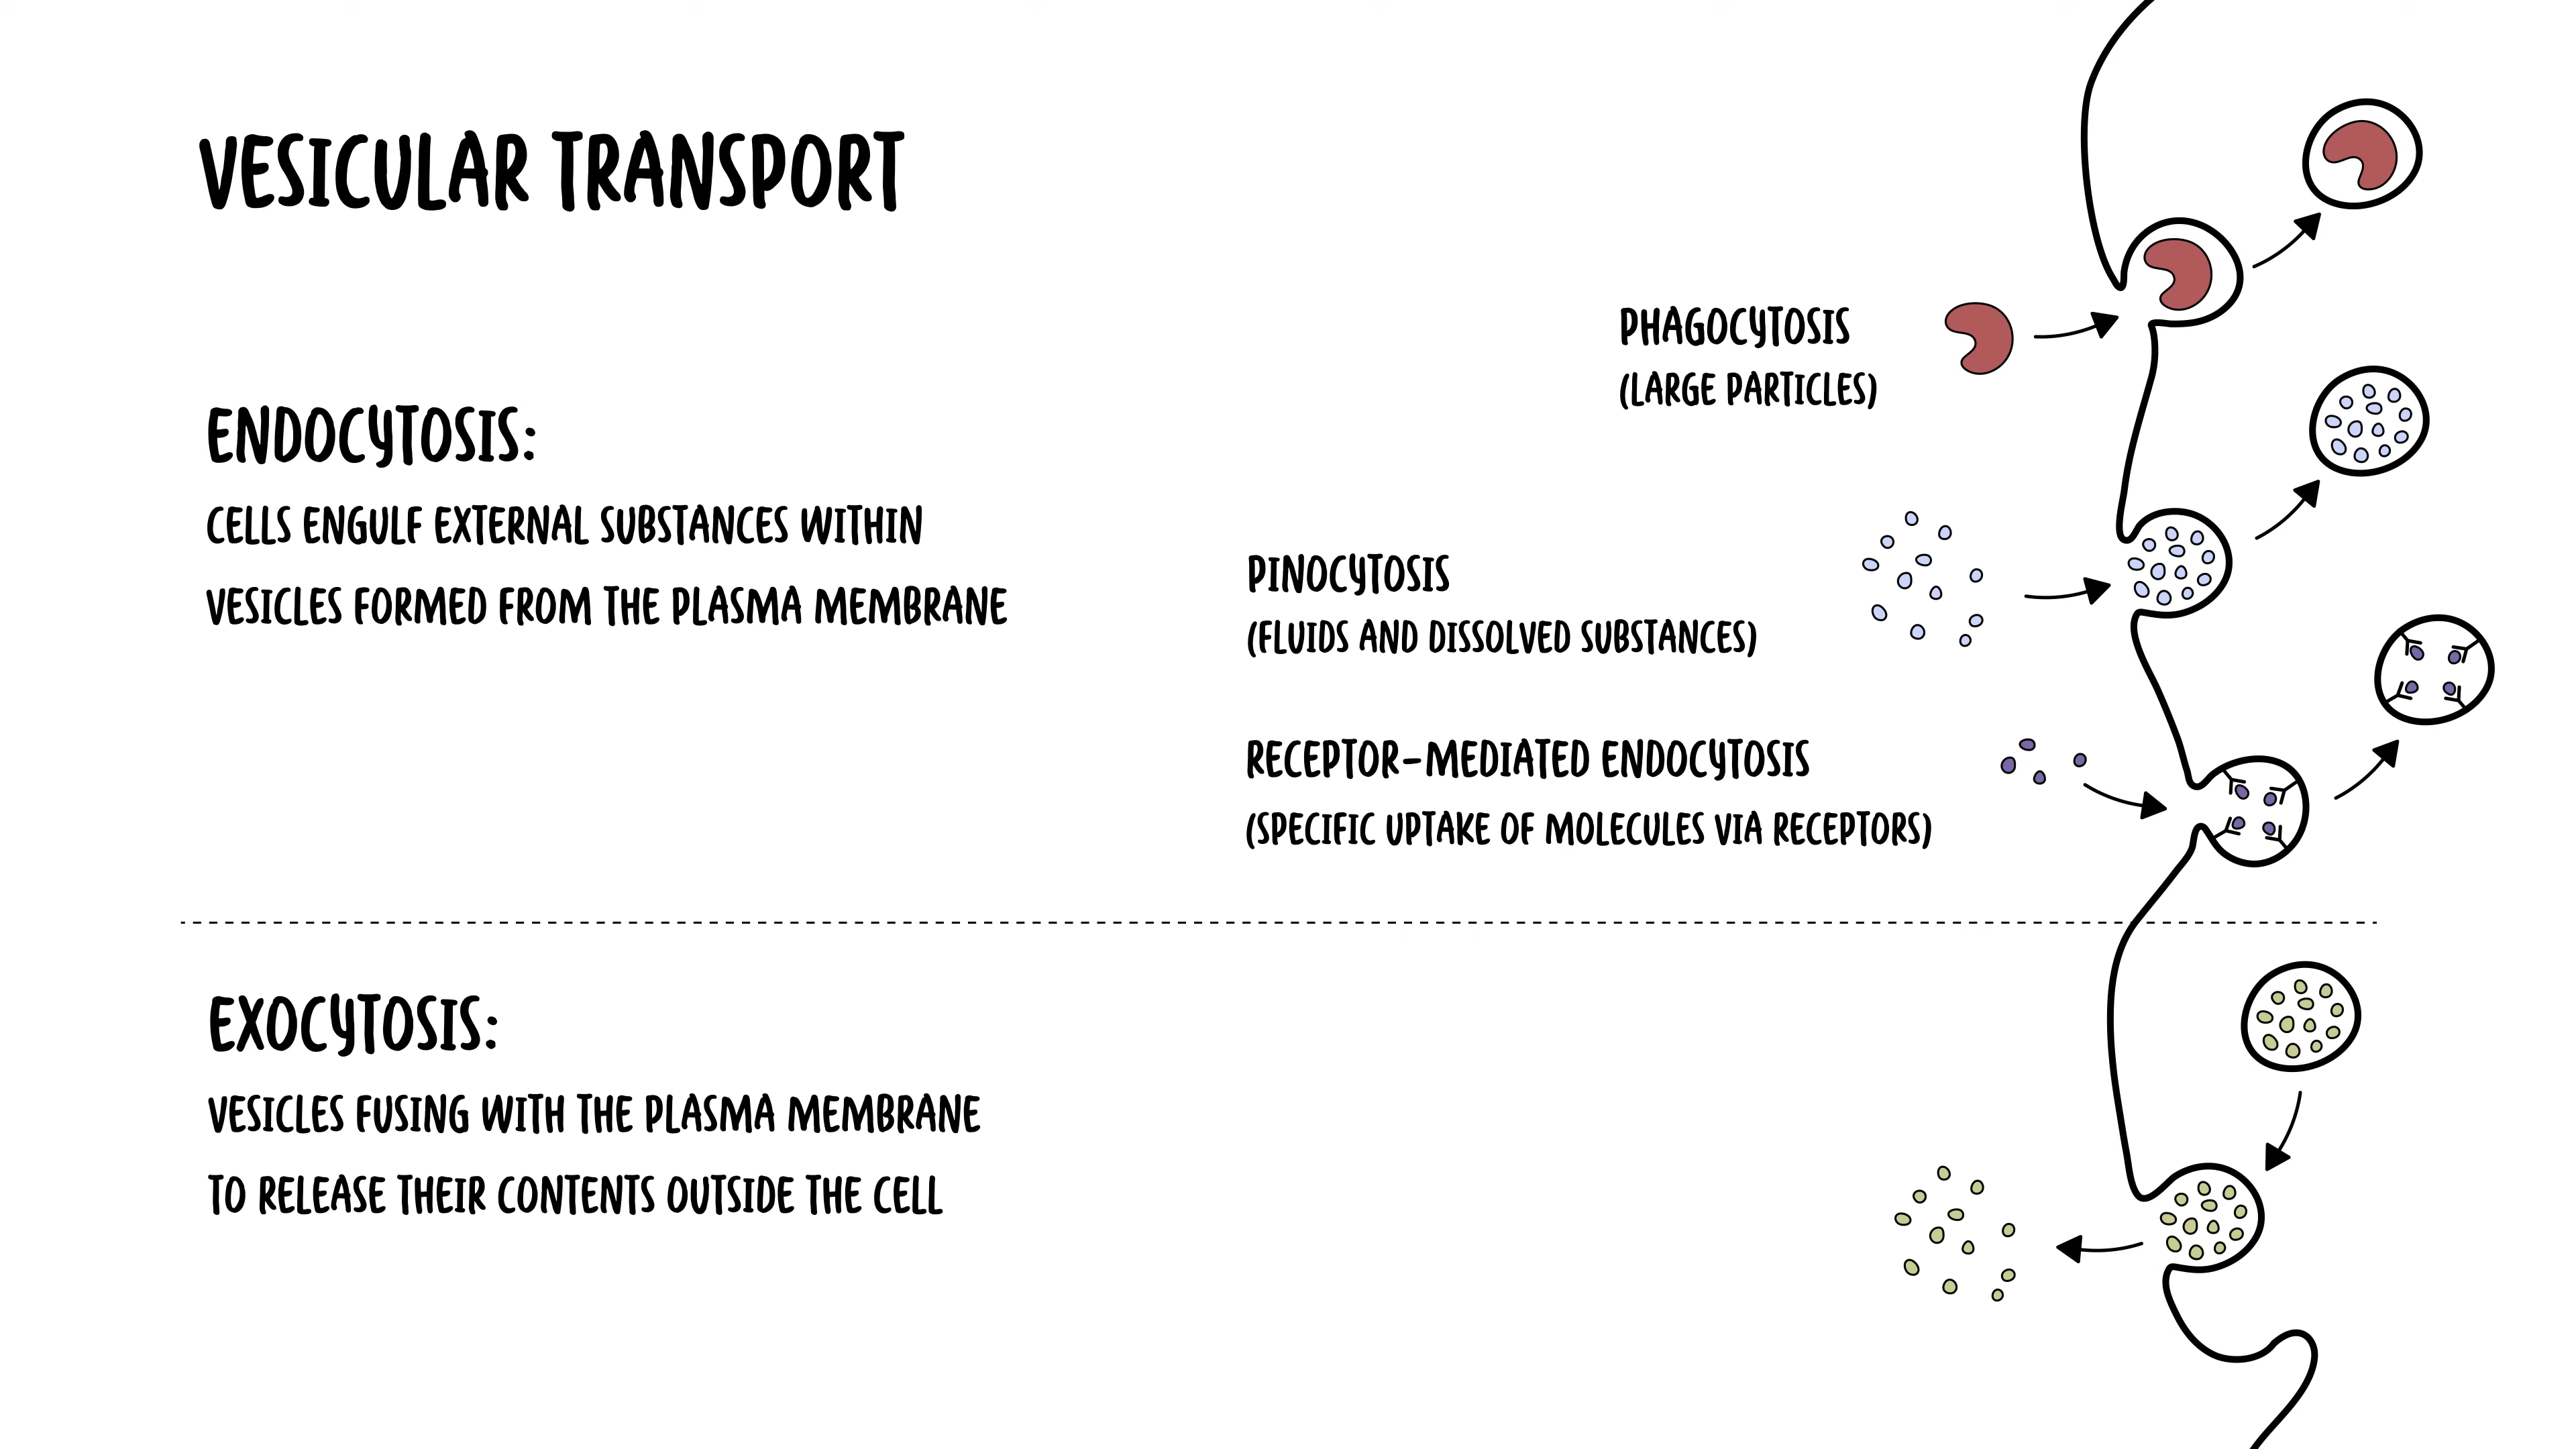 VESICULAR TRANSPORT
ENDOCYTOSIS:
CELLS ENGULF EXTERNAL SUBSTANCES WITHIN
VESICLES FORMED FROM THE PLASMA MEMBRANE
PHAGOCYTOSIS
(LARGE PARTICLES)
PINOCYTOSIS
(FLUIDS AND DISSOLVED SUBSTANCES)
RECEPTOR-MEDIATED ENDOCYTOSIS
(SPECIFIC UPTAKE OF MOLECULES VIA RECEPTORS)
EXOCYTOSIS:
VESICLES FUSING WITH THE PLASMA MEMBRANE
TO RELEASE THEIR CONTENTS OUTSIDE THE CELL